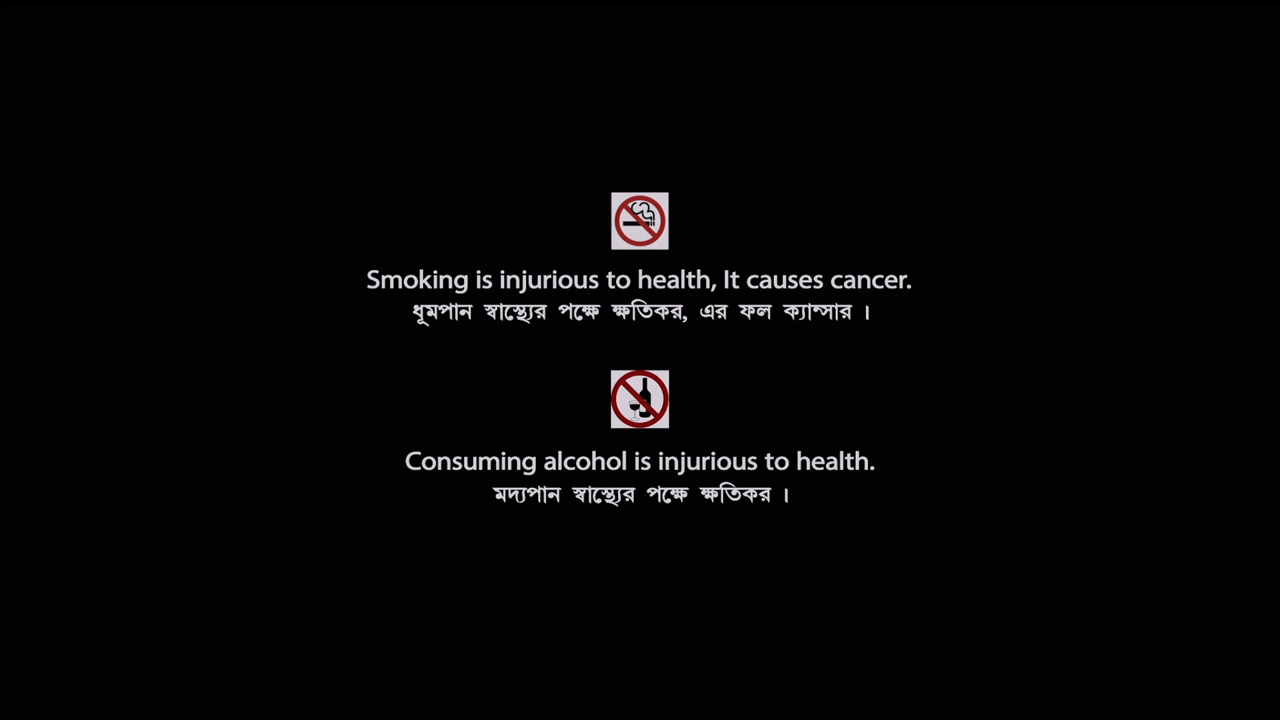 Smoking is injurious to health, It causes cancer.
ধূমপান স্বাস্থ্যের পক্ষে ক্ষতিকর, এর ফল ক্যান্সার ।
Consuming alcohol is injurious to health.
মদ্যপান স্বাস্থ্যের পক্ষে ক্ষতিকর ।